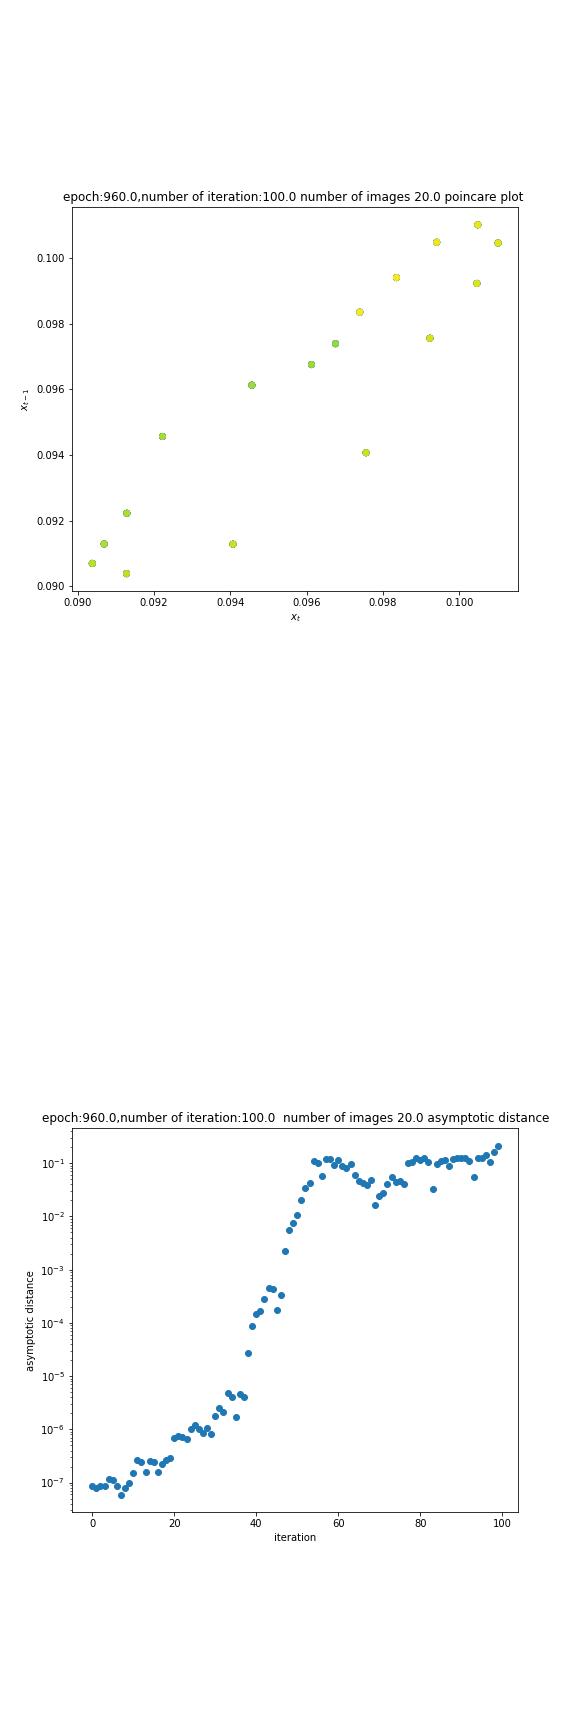 epoch:960.0,number of iteration:100.0 number of images 20.0 poincare plot
0.100
0.098
0.096
0.094
0.092
0.090
x_{t−1}
0.090 0.092 0.094 0.096 0.098 0.100
x_t
epoch:960.0,number of iteration:100.0  number of images 20.0 asymptotic distance
10^{−1}
10^{−2}
10^{−3}
10^{−4}
10^{−5}
10^{−6}
10^{−7}
asymptotic distance
0 20 40 60 80 100
iteration